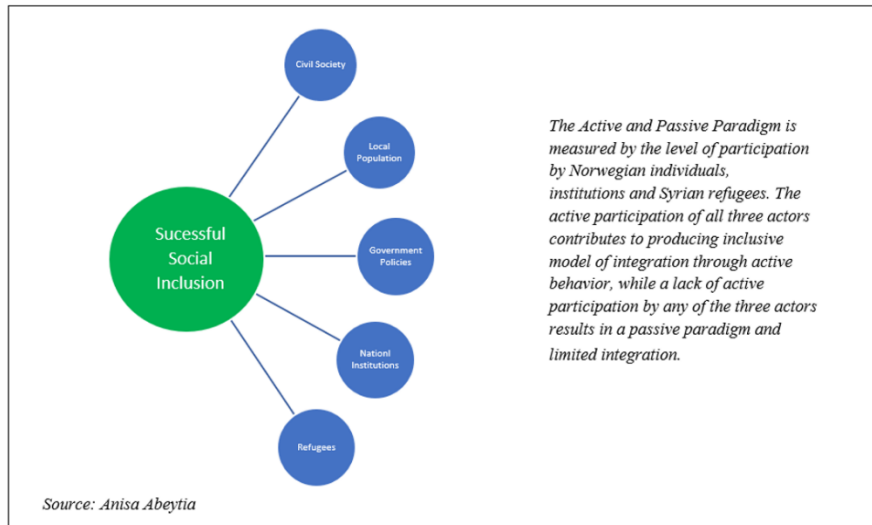 Civil Society
Local
Population
Sucessful
Social
Inclusion
Government
Policies
Nationl
Institutions
Refugees
The Active and Passive Paradigm is
measured by the level of participation
by Norwegian individuals,
institutions and Syrian refugees. The
active participation of all three actors
contributes to producing inclusive
model of integration through active
behavior, while a lack of active
participation by any of the three actors
results in a passive paradigm and
limited integration.
Source: Anisa Abeytia